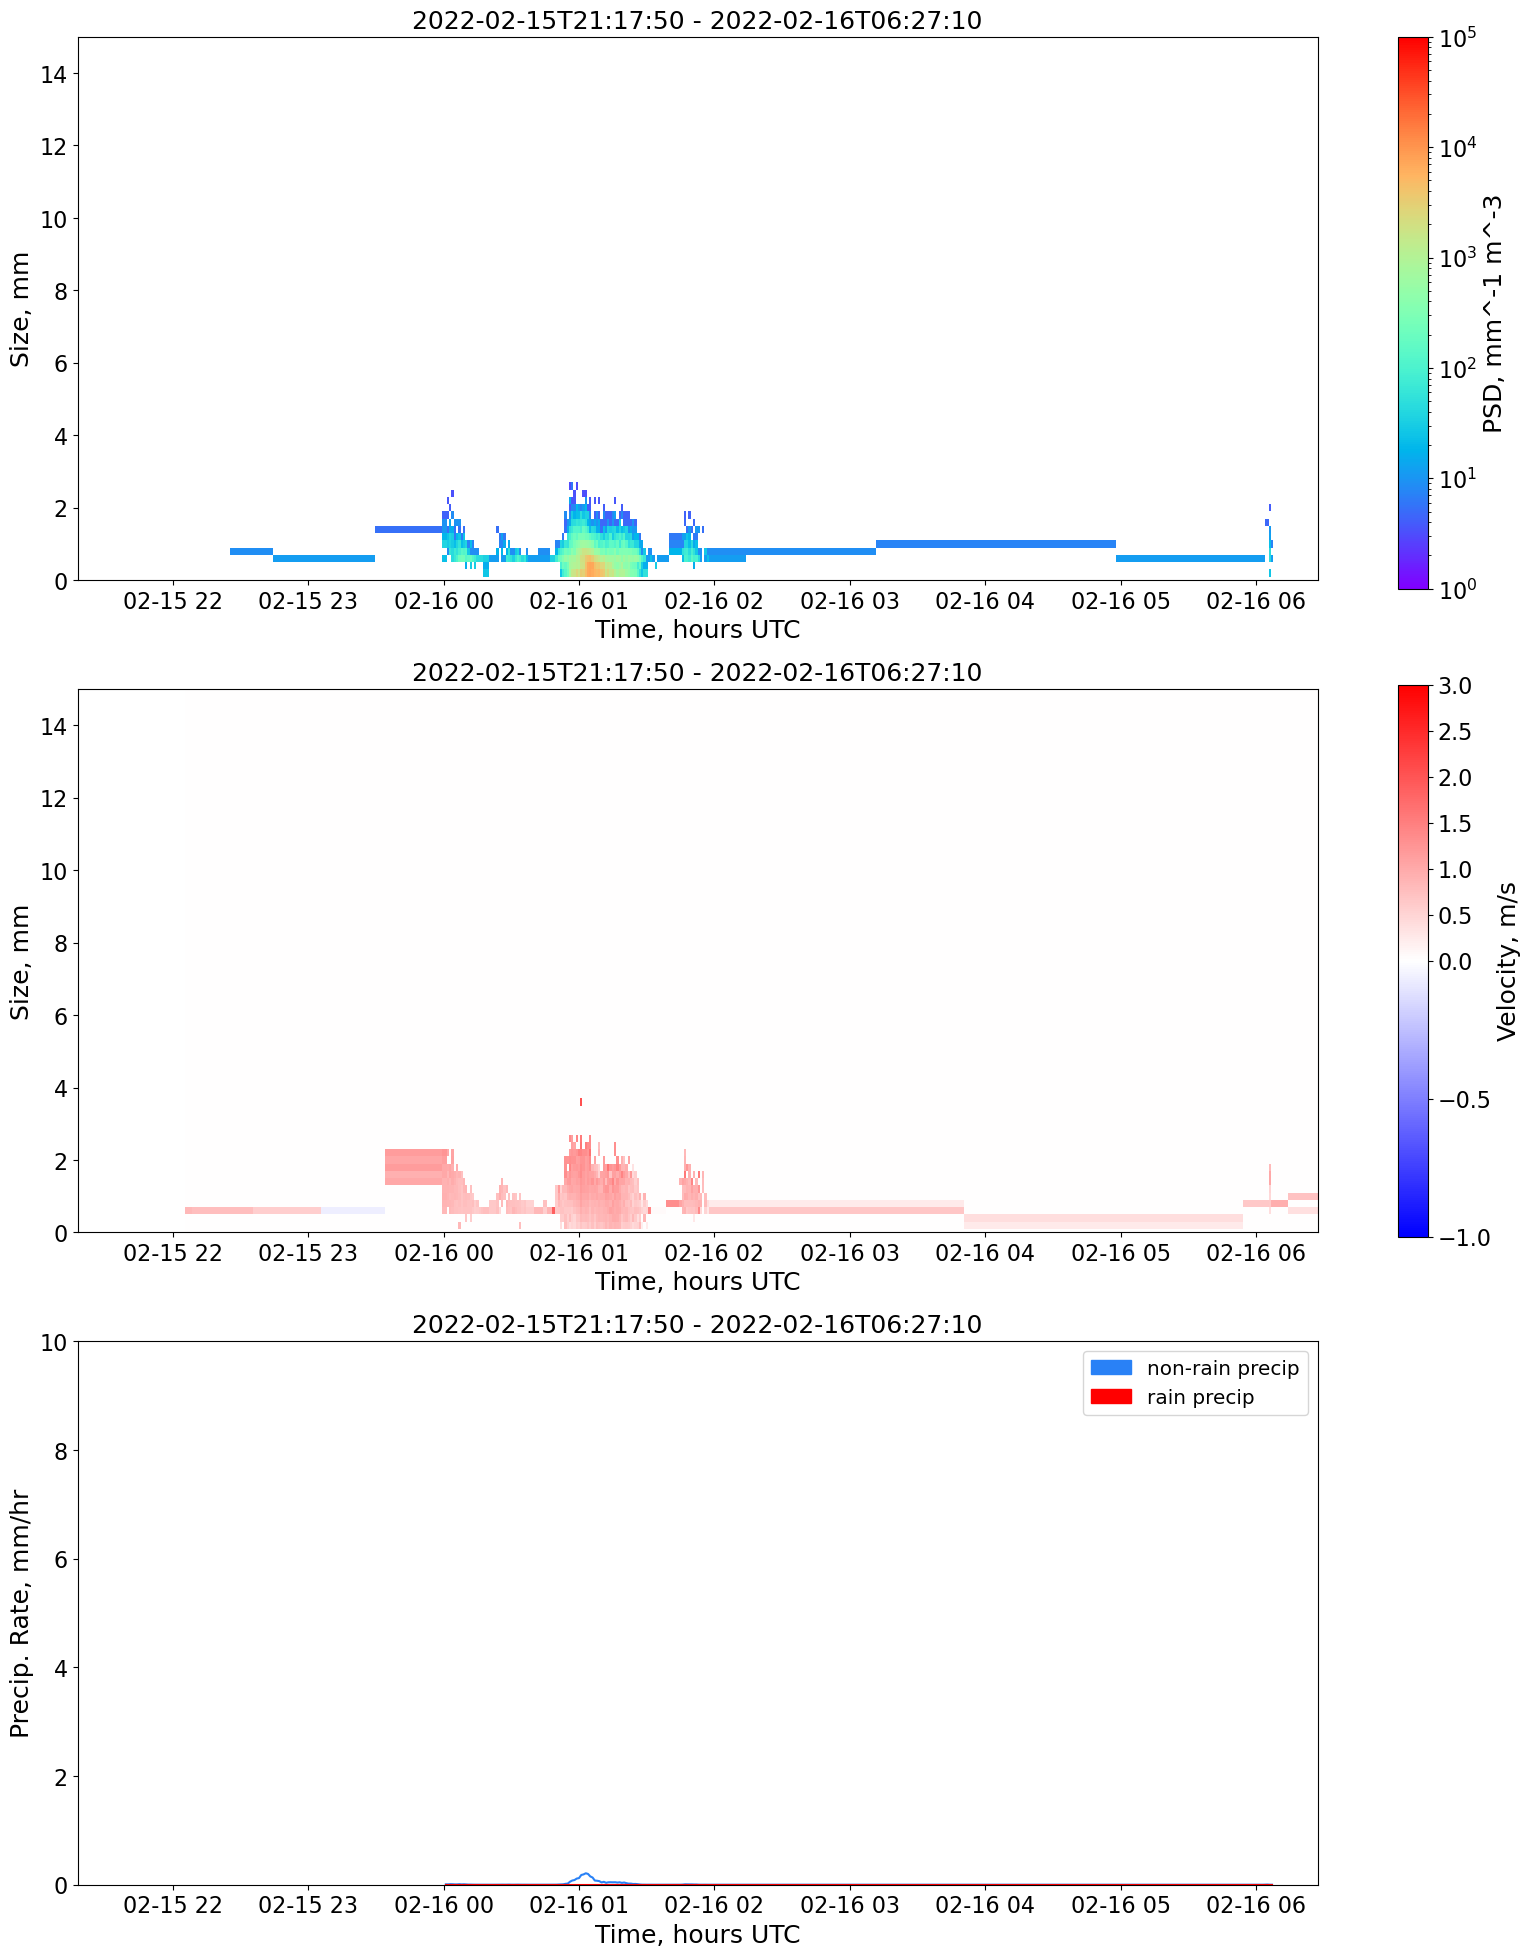 2022-02-15T21:17:50 - 2022-02-16T06:27:10
14
12
10
8
6
4
2
0
Size, mm
02-15 22 02-15 23 02-16 00 02-16 01 02-16 02 02-16 03 02-16 04 02-16 05 02-16 06
Time, hours UTC
10^5
10^4
10^3
10^2
10^1
10^0
PSD, mm^-1 m^-3
2022-02-15T21:17:50 - 2022-02-16T06:27:10
14
12
10
8
6
4
2
0
Size, mm
02-15 22 02-15 23 02-16 00 02-16 01 02-16 02 02-16 03 02-16 04 02-16 05 02-16 06
Time, hours UTC
3.0
2.5
2.0
1.5
1.0
0.5
0.0
−0.5
−1.0
Velocity, m/s
2022-02-15T21:17:50 - 2022-02-16T06:27:10
10
8
6
4
2
0
Precip. Rate, mm/hr
non-rain precip
rain precip
02-15 22 02-15 23 02-16 00 02-16 01 02-16 02 02-16 03 02-16 04 02-16 05 02-16 06
Time, hours UTC